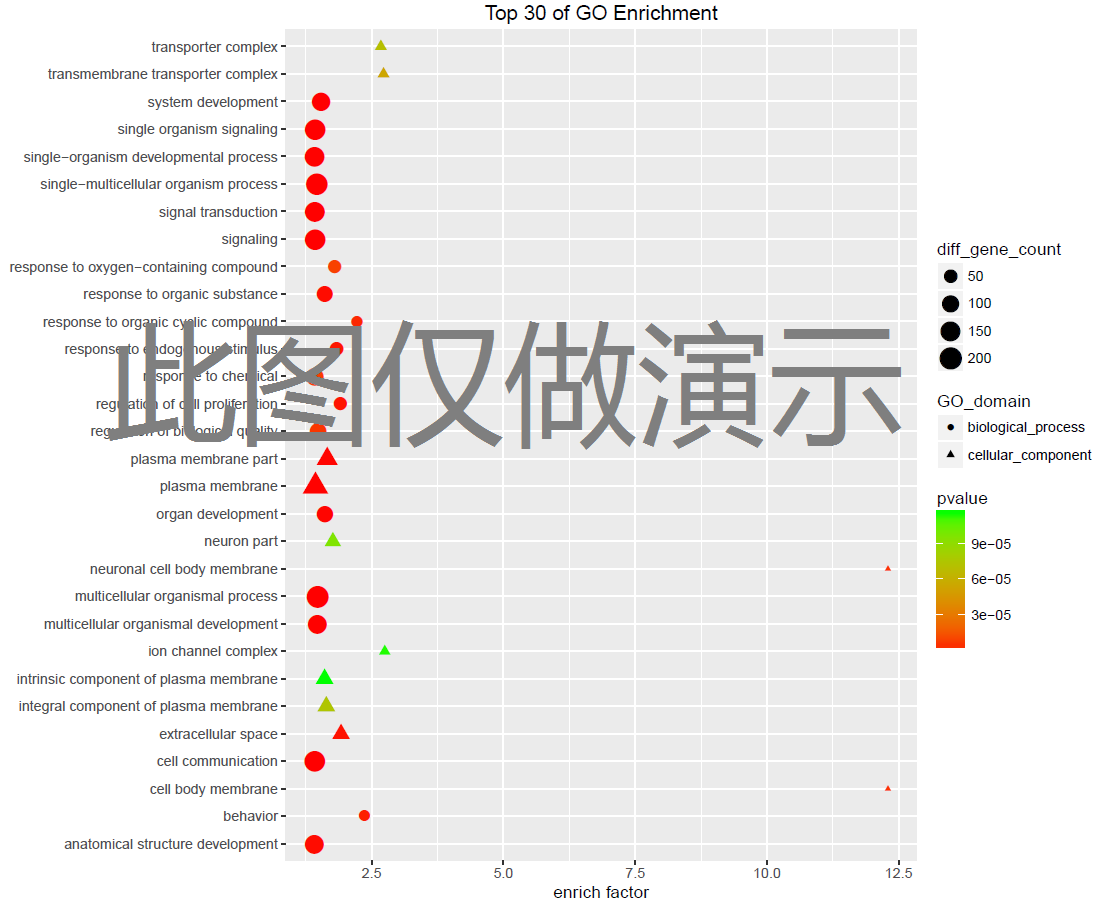 Top 30 of GO Enrichment
transporter complex
transmembrane transporter complex
system development
single organism signaling
single−organism developmental process
single−multicellular organism process
signal transduction
signaling
response to oxygen−containing compound
response to organic substance
response to organic cyclic compound
response to endogenous stimulus
response to chemical
regulation of cell proliferation
regulation of biological quality
此图仅做演示
plasma membrane part
plasma membrane
organ development
neuron part
neuronal cell body membrane
multicellular organismal process
multicellular organismal development
ion channel complex
intrinsic component of plasma membrane
integral component of plasma membrane
extracellular space
cell communication
cell body membrane
behavior
anatomical structure development
2.5 5.0 7.5 10.0 12.5
enrich factor
diff_gene_count
50
100
150
200
GO_domain
biological_process
cellular_component
pvalue
9e−05
6e−05
3e−05